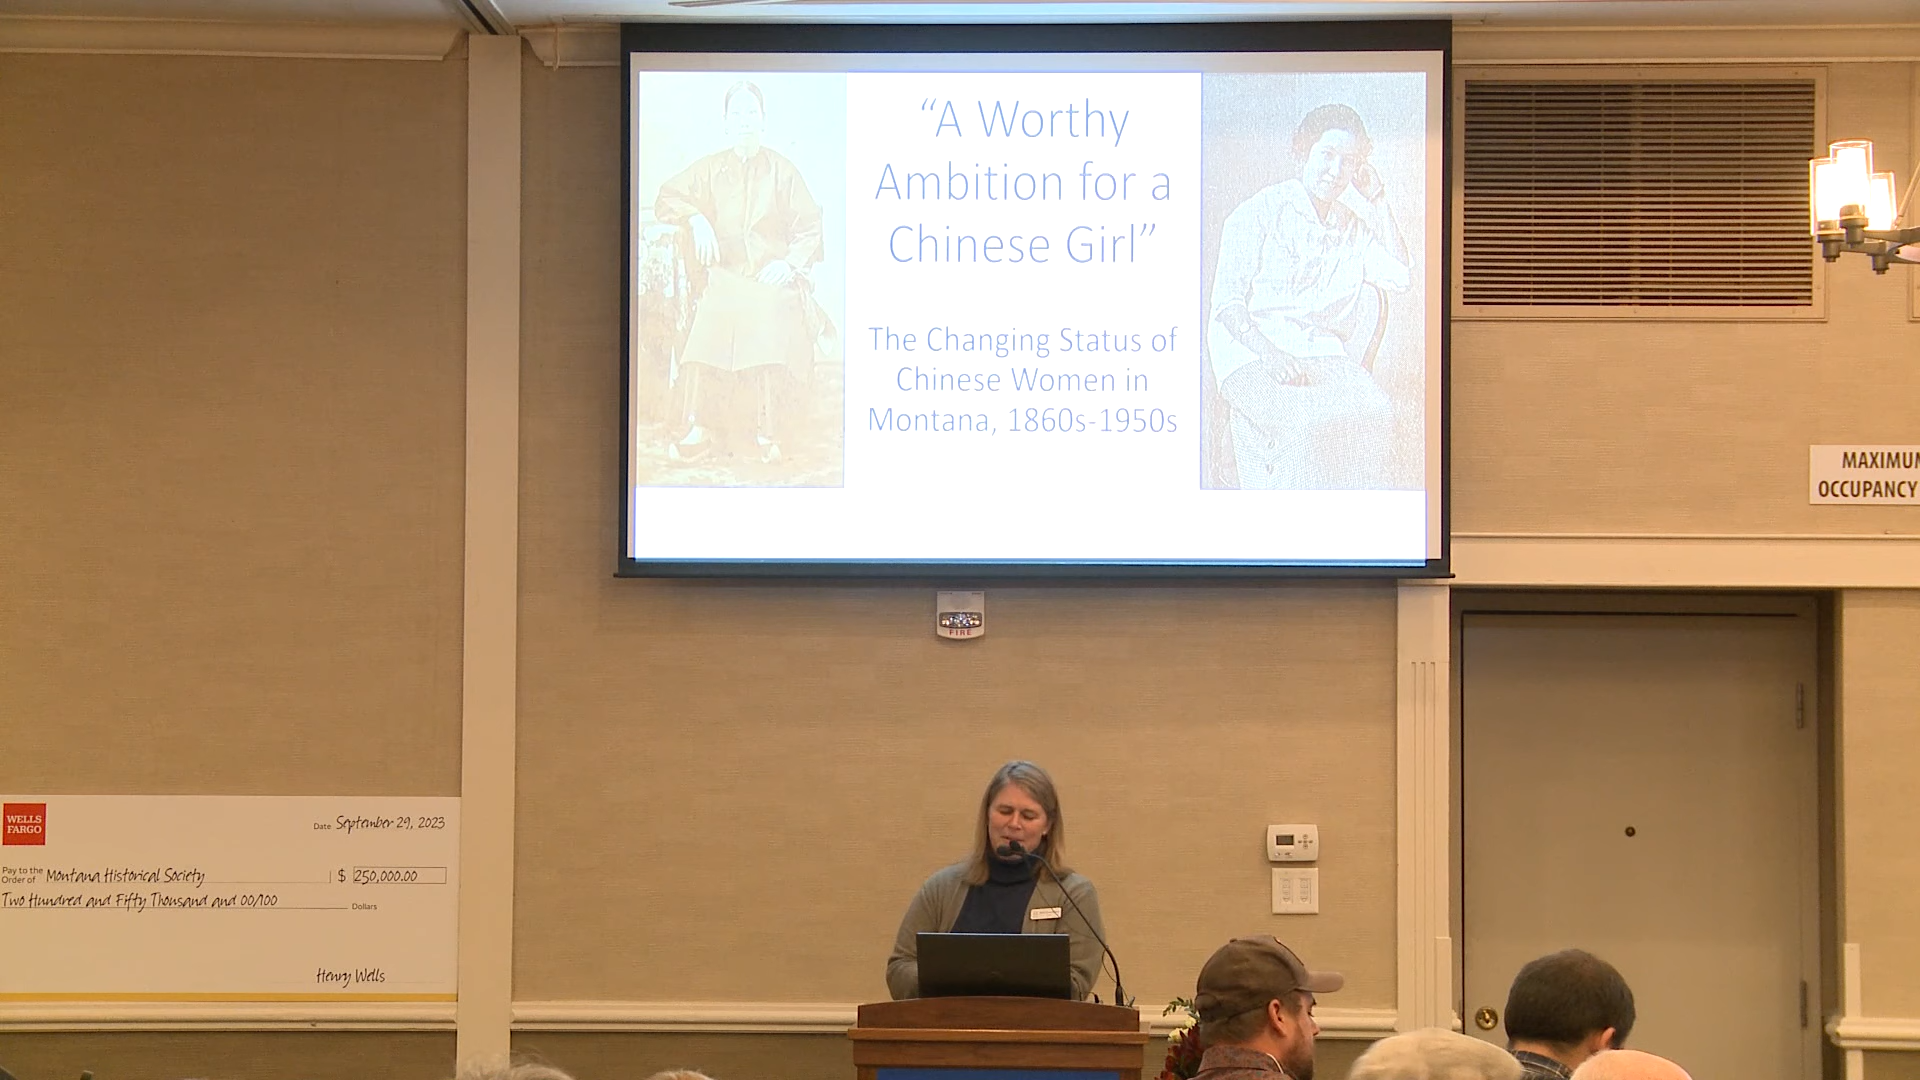 “A Worthy
Ambition for a
Chinese Girl”
The Changing Status of
Chinese Women in
Montana, 1860s-1950s
MAXIMUM
OCCUPANCY
FIRE
WELLS
FARGO
Date September 29, 2023
Pay to the
Order of Montana Historical Society $ 250,000.00
Two Hundred and Fifty Thousand and 00/100 Dollars
Henry Wells